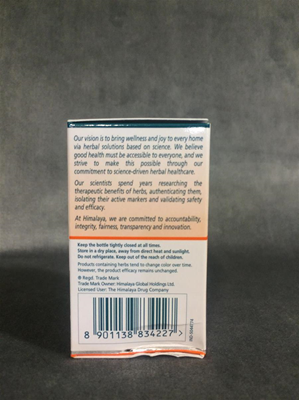 Our vision is to bring wellness and joy to every home
via herbal solutions based on science. We believe
good health must be accessible to everyone, and we
strive to make this possible through our
commitment to science-driven herbal healthcare.
Our scientists spend years researching the
therapeutic benefits of herbs, authenticating them,
isolating their active markers and validating safety
and efficacy.
At Himalaya, we are committed to accountability,
integrity, fairness, transparency and innovation.
Keep the bottle tightly closed at all times.
Store in a dry place, away from direct heat and sunlight.
Do not refrigerate. Keep out of the reach of children.
Products containing herbs tend to change color over time.
However, the product efficacy remains unchanged.
® Regd. Trade Mark
Trade Mark Owner: Himalaya Global Holdings Ltd.
Licensed User: The Himalaya Drug Company
8 901138 834227 >